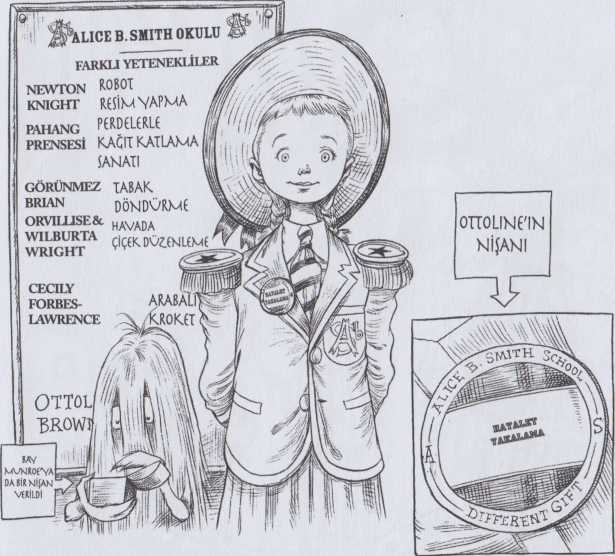 ALICE B. SMITH OKULU
FARKLI YETENEKLİLER
NEWTON KNIGHT
ROBOT
RESİM YAPMA
PAHANG PRENSESİ
PERDELERLE
KAĞIT KATLAMA
SANATI
GÖRÜNMEZ BRIAN
TABAK
DÖNDÜRME
ORVILLISE &
WILBURTA
WRIGHT
HAVADA
ÇİÇEK DÜZENLEME
CECILY
FORBES-
LAWRENCE
ARABALI
KROKET
OTTOL
BROWN
BAY
MUNROE'YA
DA BİR NİŞAN
VERİLDİ
HAYALET
YAKALAMA
OTTOLINE'IN
NİŞANI
ALICE B. SMITH SCHOOL
HAYALET
YAKALAMA
A S
DIFFERENT GIFT